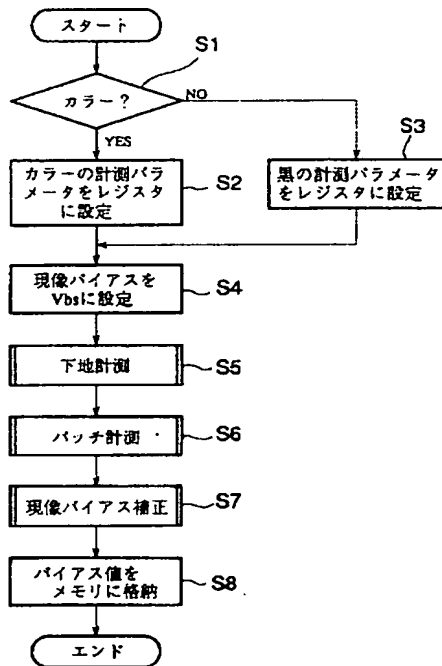 スタート
S1
カラー？
NO
YES
S3
カラーの計測パラ
メータをレジスタ
に設定
S2
黒の計測パラメータ
をレジスタに設定
現像バイアスを
Vbsに設定
S4
下地計測
S5
パッチ計測
S6
現像バイアス補正
S7
バイアス値を
メモリに格納
S8
エンド